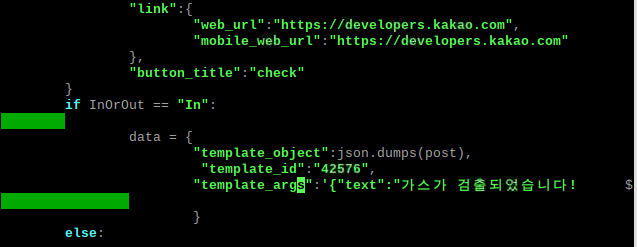 "link":{
"web_url":"https://developers.kakao.com",
"mobile_web_url":"https://developers.kakao.com"
},
"button_title":"check"
}
if InOrOut == "In":
data = {
"template_object":json.dumps(post),
"template_id":"42576",
"template_args":'{"text":"가스가 검출되었습니다! $
}
else: